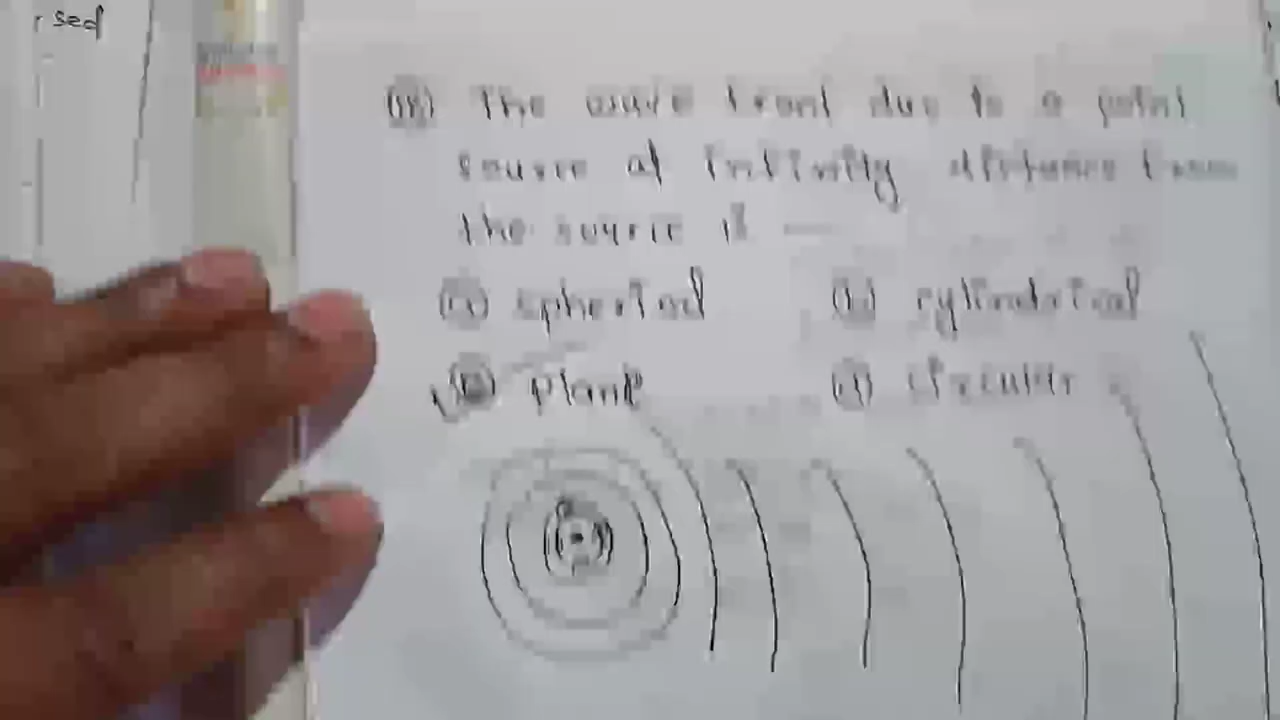 sed
The wave front due to a point
source at infinity distance from
the source is —
(a) spherical (b) cylindrical
(c) Plane (d) circular